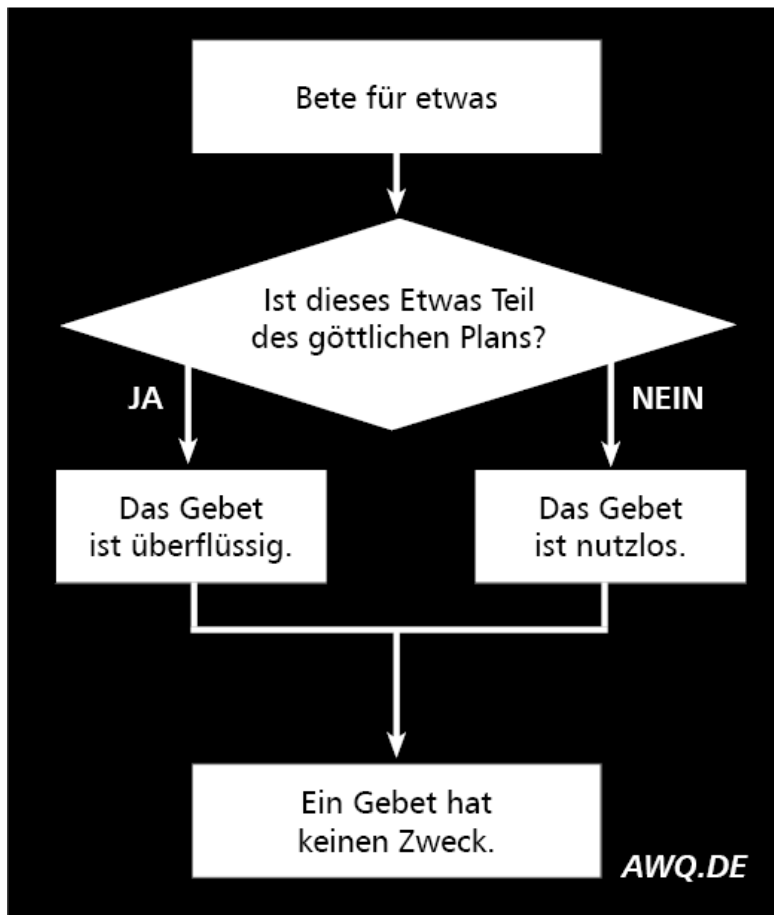 Bete für etwas
Ist dieses Etwas Teil
des göttlichen Plans?
JA
NEIN
Das Gebet
ist überflüssig.
Das Gebet
ist nutzlos.
Ein Gebet hat
keinen Zweck.
AWQ.DE